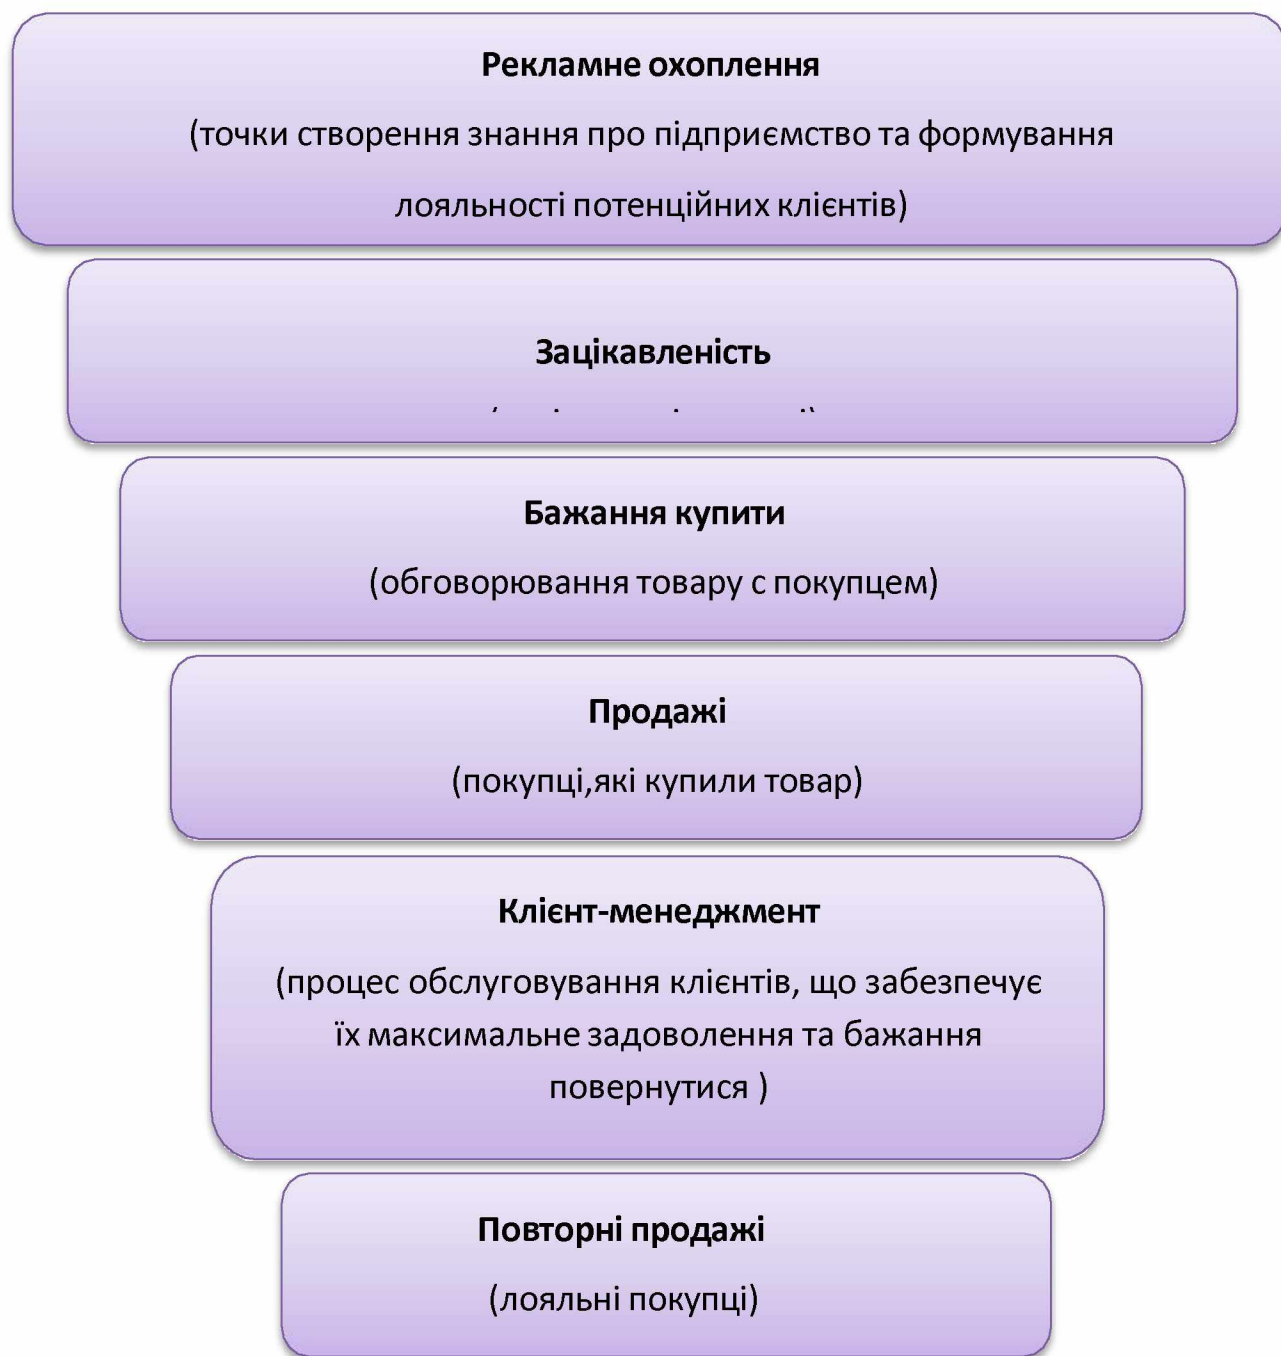 Рекламне охоплення
(точки створення знання про підприємство та формування
лояльності потенційних клієнтів)
Зацікавленість
Бажання купити
(обговорювання товару с покупцем)
Продажі
(покупці,які купили товар)
Клієнт-менеджмент
(процес обслуговування клієнтів, що забезпечує
їх максимальне задоволення та бажання
повернутися )
Повторні продажі
(лояльні покупці)